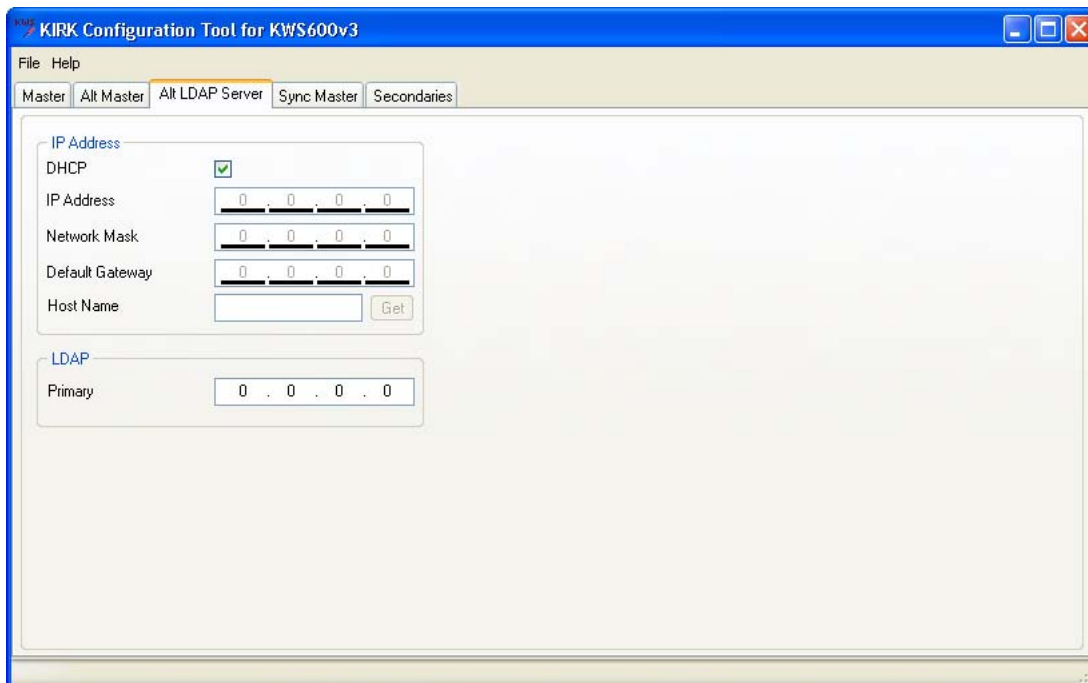 KWS
KIRK Configuration Tool for KWS600v3
File Help
Master Alt Master Alt LDAP Server Sync Master Secondaries
IP Address
DHCP
IP Address 0 . 0 . 0 . 0
Network Mask 0 . 0 . 0 . 0
Default Gateway 0 . 0 . 0 . 0
Host Name Get
LDAP
Primary 0 . 0 . 0 . 0